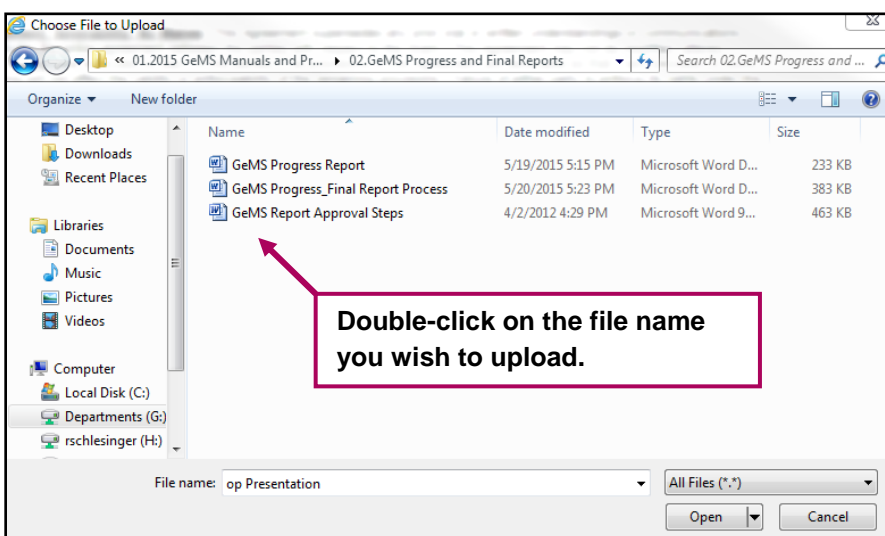 Choose File to Upload
« 01.2015 GeMS Manuals and Pr... 02.GeMS Progress and Final Reports Search 02.GeMS Progress and ...
Organize New folder
Desktop Name Date modified Type Size
Downloads
GeMS Progress Report 5/19/2015 5:15 PM Microsoft Word D... 233 KB
Recent Places
GeMS Progress_Final Report Process 5/20/2015 5:23 PM Microsoft Word D... 383 KB
GeMS Report Approval Steps 4/2/2012 4:29 PM Microsoft Word 9... 463 KB
Libraries
Documents
Music
Pictures
Videos
Double-click on the file name
you wish to upload.
Computer
Local Disk (C:)
Departments (G:)
rschlesinger (H:)
File name: op Presentation All Files (*.*)
Open Cancel